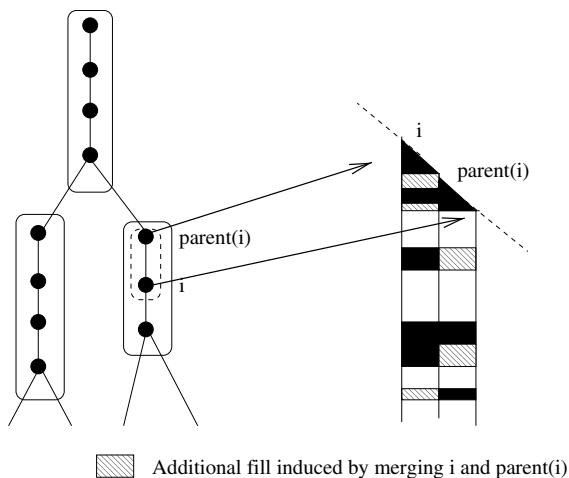 i
parent(i)
parent(i)
i
Additional fill induced by merging i and parent(i)